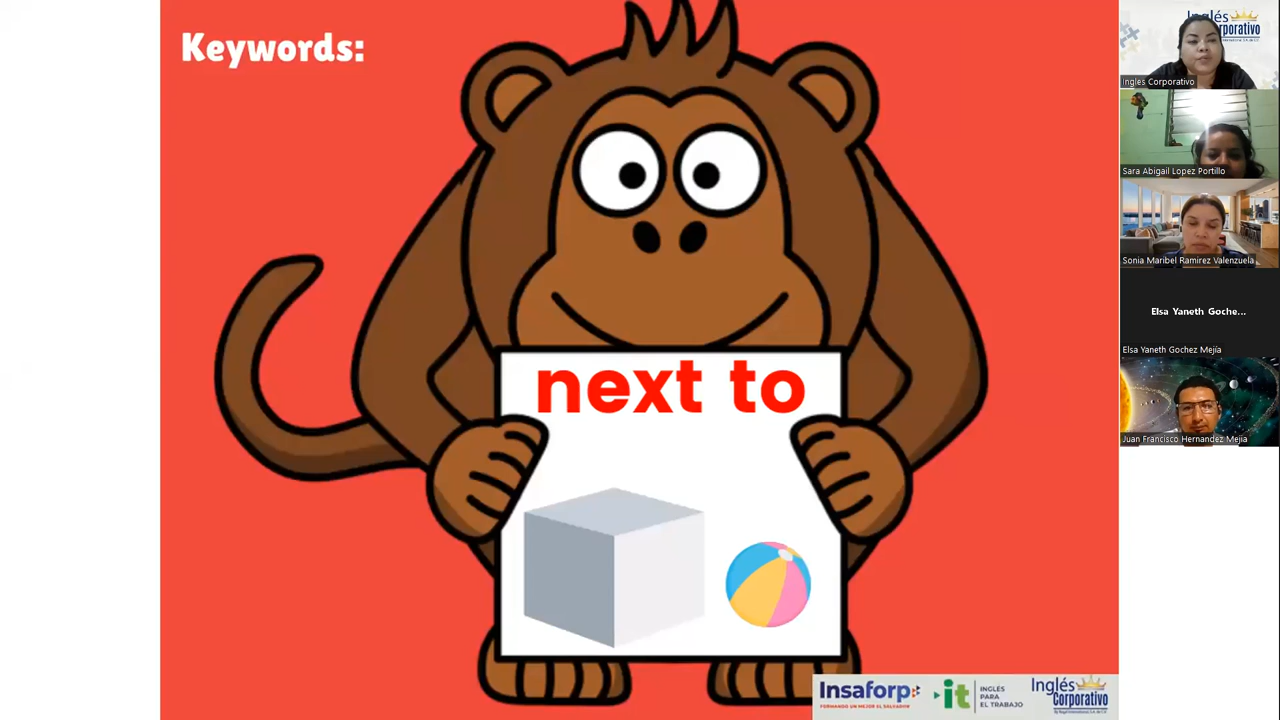 Keywords:
next to
Insaforp
FORMANDO UN MEJOR EL SALVADOR
it
INGLÉS
PARA
EL TRABAJO
Inglés
Corporativo
Inglés
Corporativo
Ingles Corporativo
Sara Abigail Lopez Portillo
Sonia Maribel Ramirez Valenzuela
Elsa Yaneth Goche...
Elsa Yaneth Gochez Mejía
Juan Francisco Hernandez Mejia